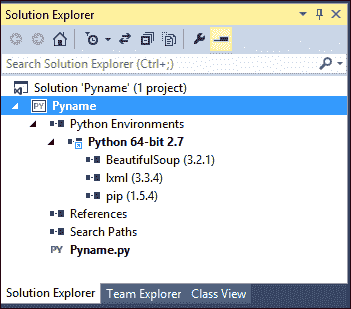 Solution Explorer
Search Solution Explorer (Ctrl+;)
Solution 'Pyname' (1 project)
PY Pyname
Python Environments
Python 64-bit 2.7
BeautifulSoup (3.2.1)
lxml (3.3.4)
pip (1.5.4)
References
Search Paths
PY Pyname.py
Solution Explorer Team Explorer Class View